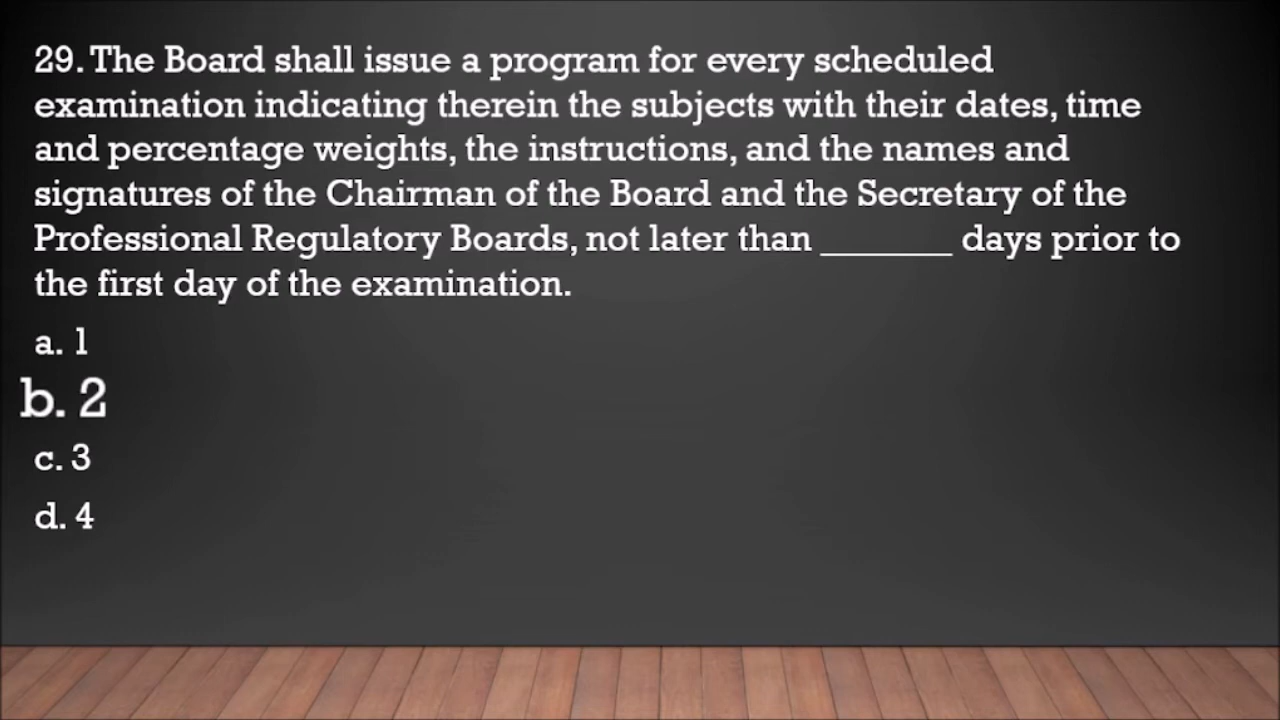 29. The Board shall issue a program for every scheduled
examination indicating therein the subjects with their dates, time
and percentage weights, the instructions, and the names and
signatures of the Chairman of the Board and the Secretary of the
Professional Regulatory Boards, not later than _______ days prior to
the first day of the examination.
a. 1
b. 2
c. 3
d. 4